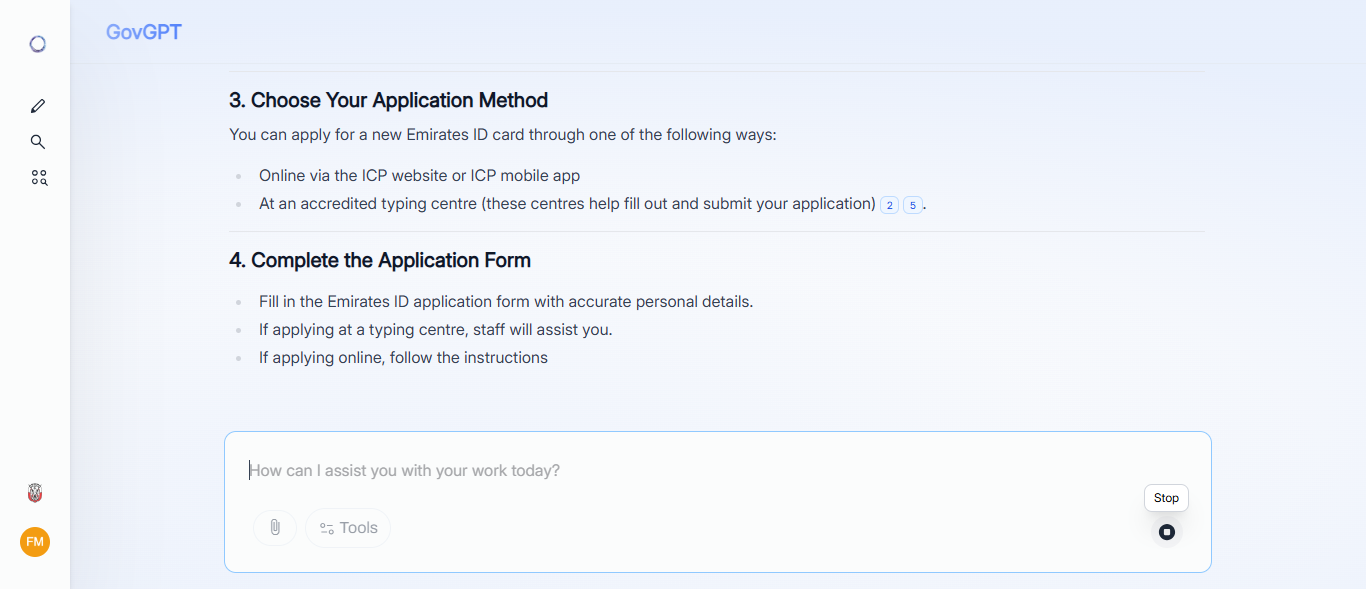 GovGPT
3. Choose Your Application Method
You can apply for a new Emirates ID card through one of the following ways:
Online via the ICP website or ICP mobile app
At an accredited typing centre (these centres help fill out and submit your application) 2 5.
4. Complete the Application Form
Fill in the Emirates ID application form with accurate personal details.
If applying at a typing centre, staff will assist you.
If applying online, follow the instructions
How can I assist you with your work today?
Stop
Tools
FM